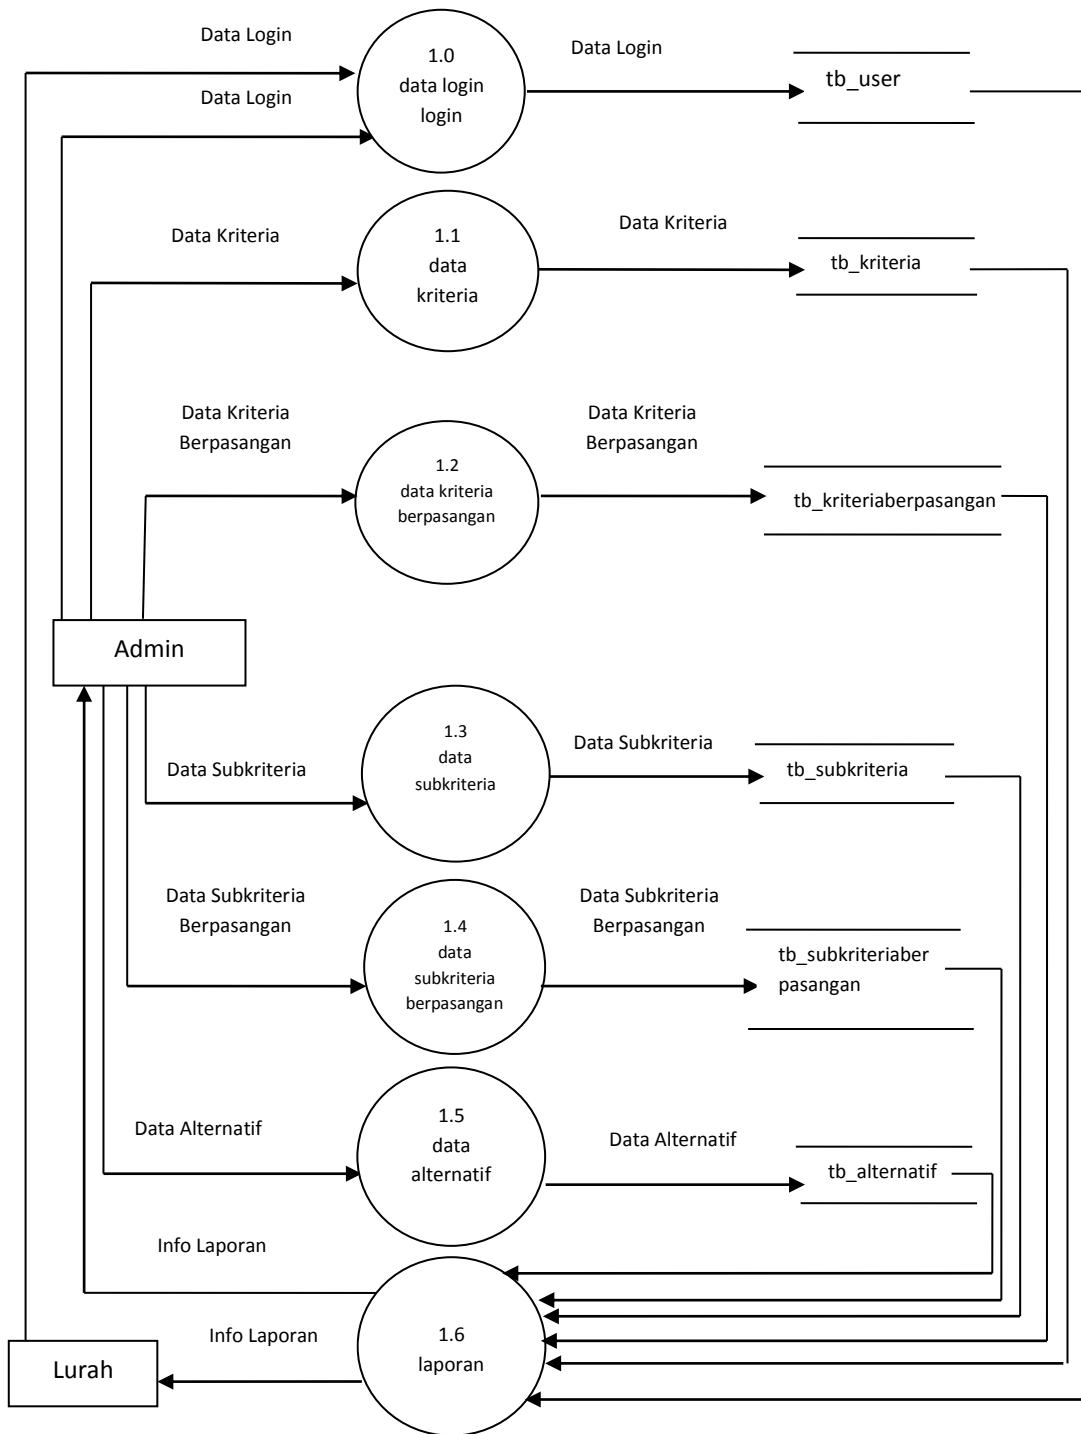 Data Login
1.0
data login
login
Data Login
tb_user
Data Login
Data Kriteria
1.1
data
kriteria
Data Kriteria
tb_kriteria
Data Kriteria
Berpasangan
1.2
data kriteria
berpasangan
Data Kriteria
Berpasangan
tb_kriteriaberpasangan
Admin
Data Subkriteria
1.3
data
subkriteria
Data Subkriteria
tb_subkriteria
Data Subkriteria
Berpasangan
1.4
data
subkriteria
berpasangan
Data Subkriteria
Berpasangan
tb_subkriteriaber
pasangan
Data Alternatif
1.5
data
alternatif
Data Alternatif
tb_alternatif
Info Laporan
Info Laporan
1.6
laporan
Lurah